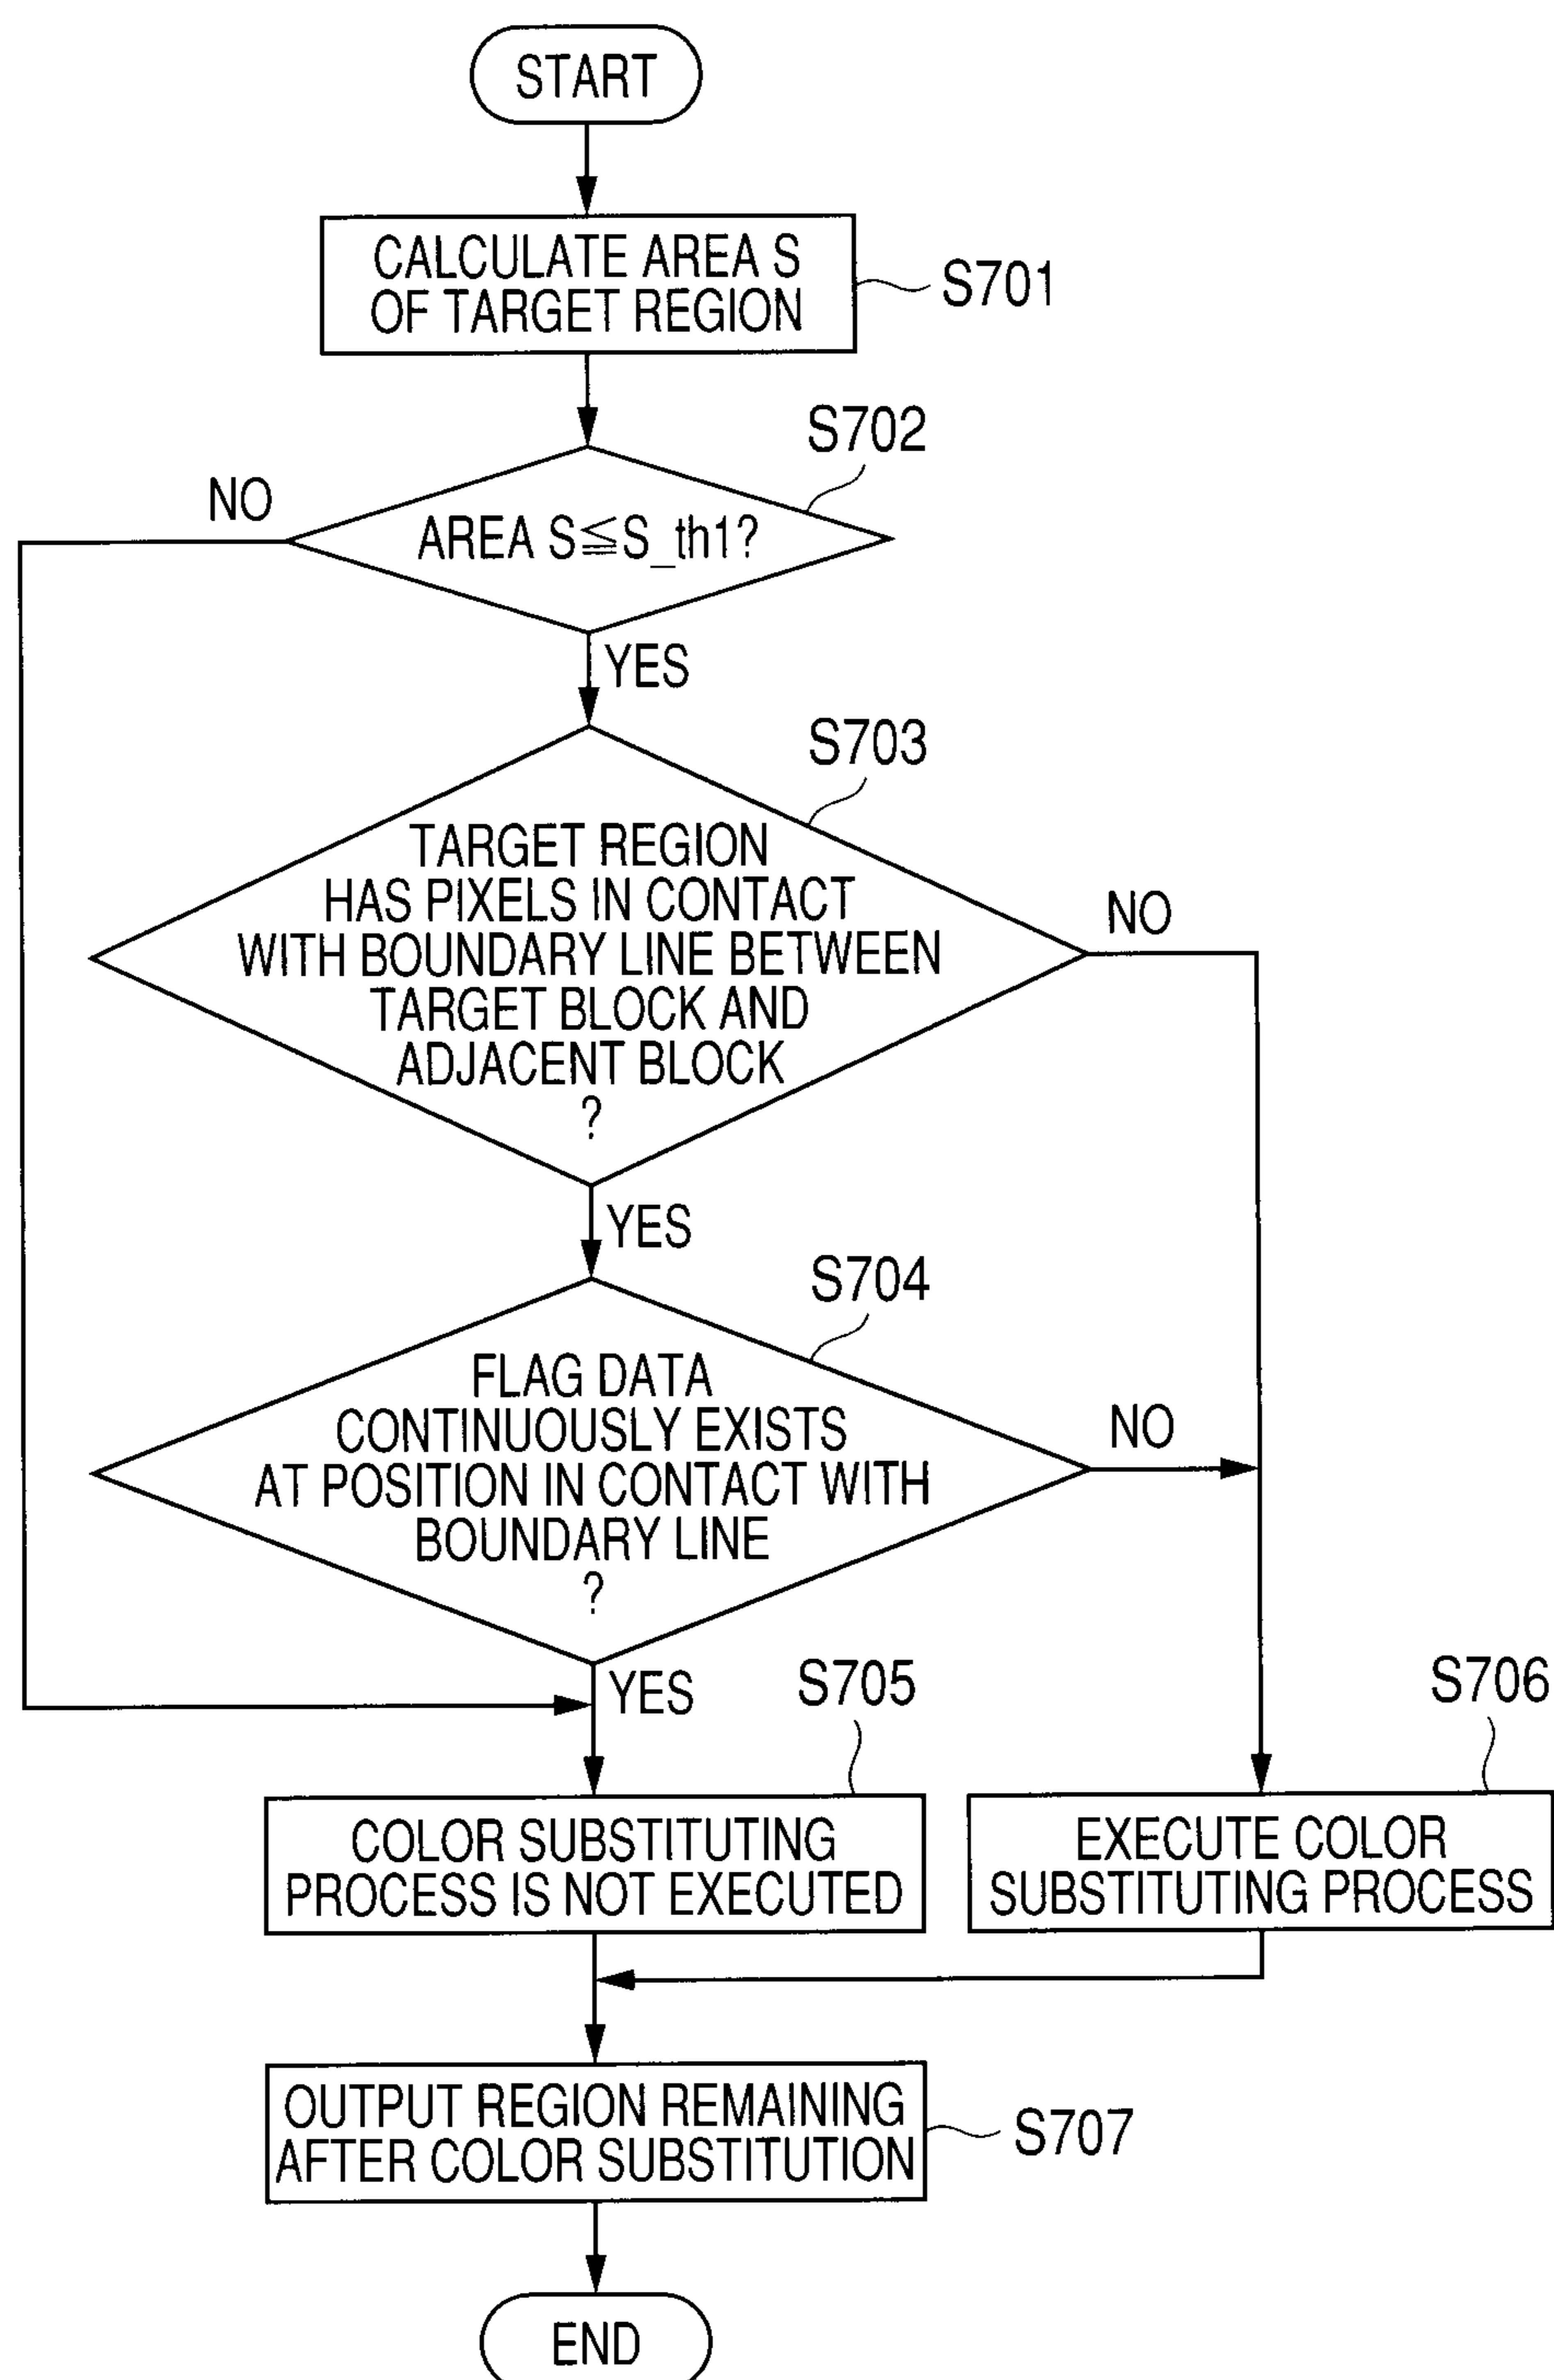 START
CALCULATE AREA S
OF TARGET REGION
S701
S702
NO
AREA S≦S_th1?
YES
S703
TARGET REGION
HAS PIXELS IN CONTACT
WITH BOUNDARY LINE BETWEEN
TARGET BLOCK AND
ADJACENT BLOCK
?
NO
YES
S704
FLAG DATA
CONTINUOUSLY EXISTS
AT POSITION IN CONTACT WITH
BOUNDARY LINE
?
NO
YES
S705
S706
COLOR SUBSTITUTING
PROCESS IS NOT EXECUTED
EXECUTE COLOR
SUBSTITUTING PROCESS
OUTPUT REGION REMAINING
AFTER COLOR SUBSTITUTION
S707
END